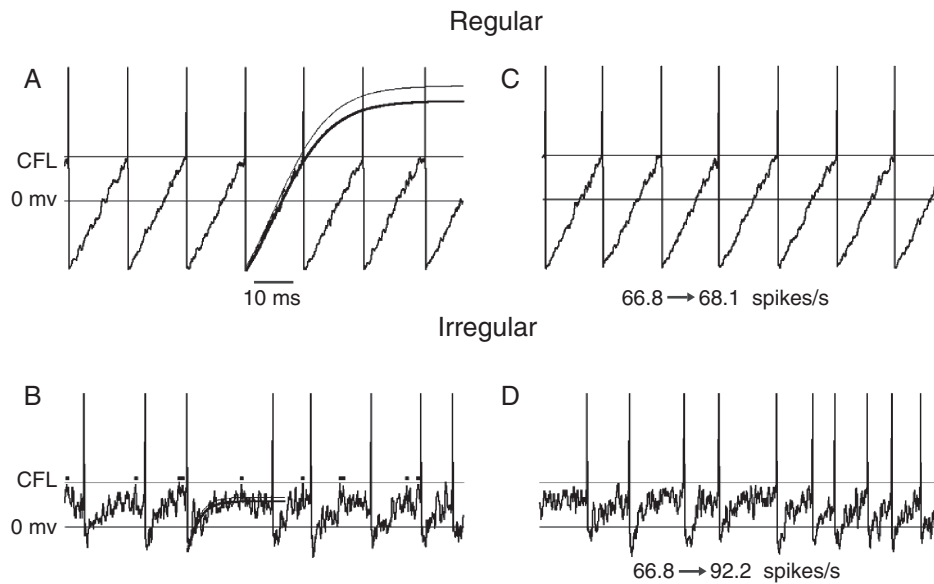 Regular
A
C
CFL
0 mv
10 ms
66.8 → 68.1 spikes/s
Irregular
B
D
CFL
0 mv
66.8 → 92.2 spikes/s